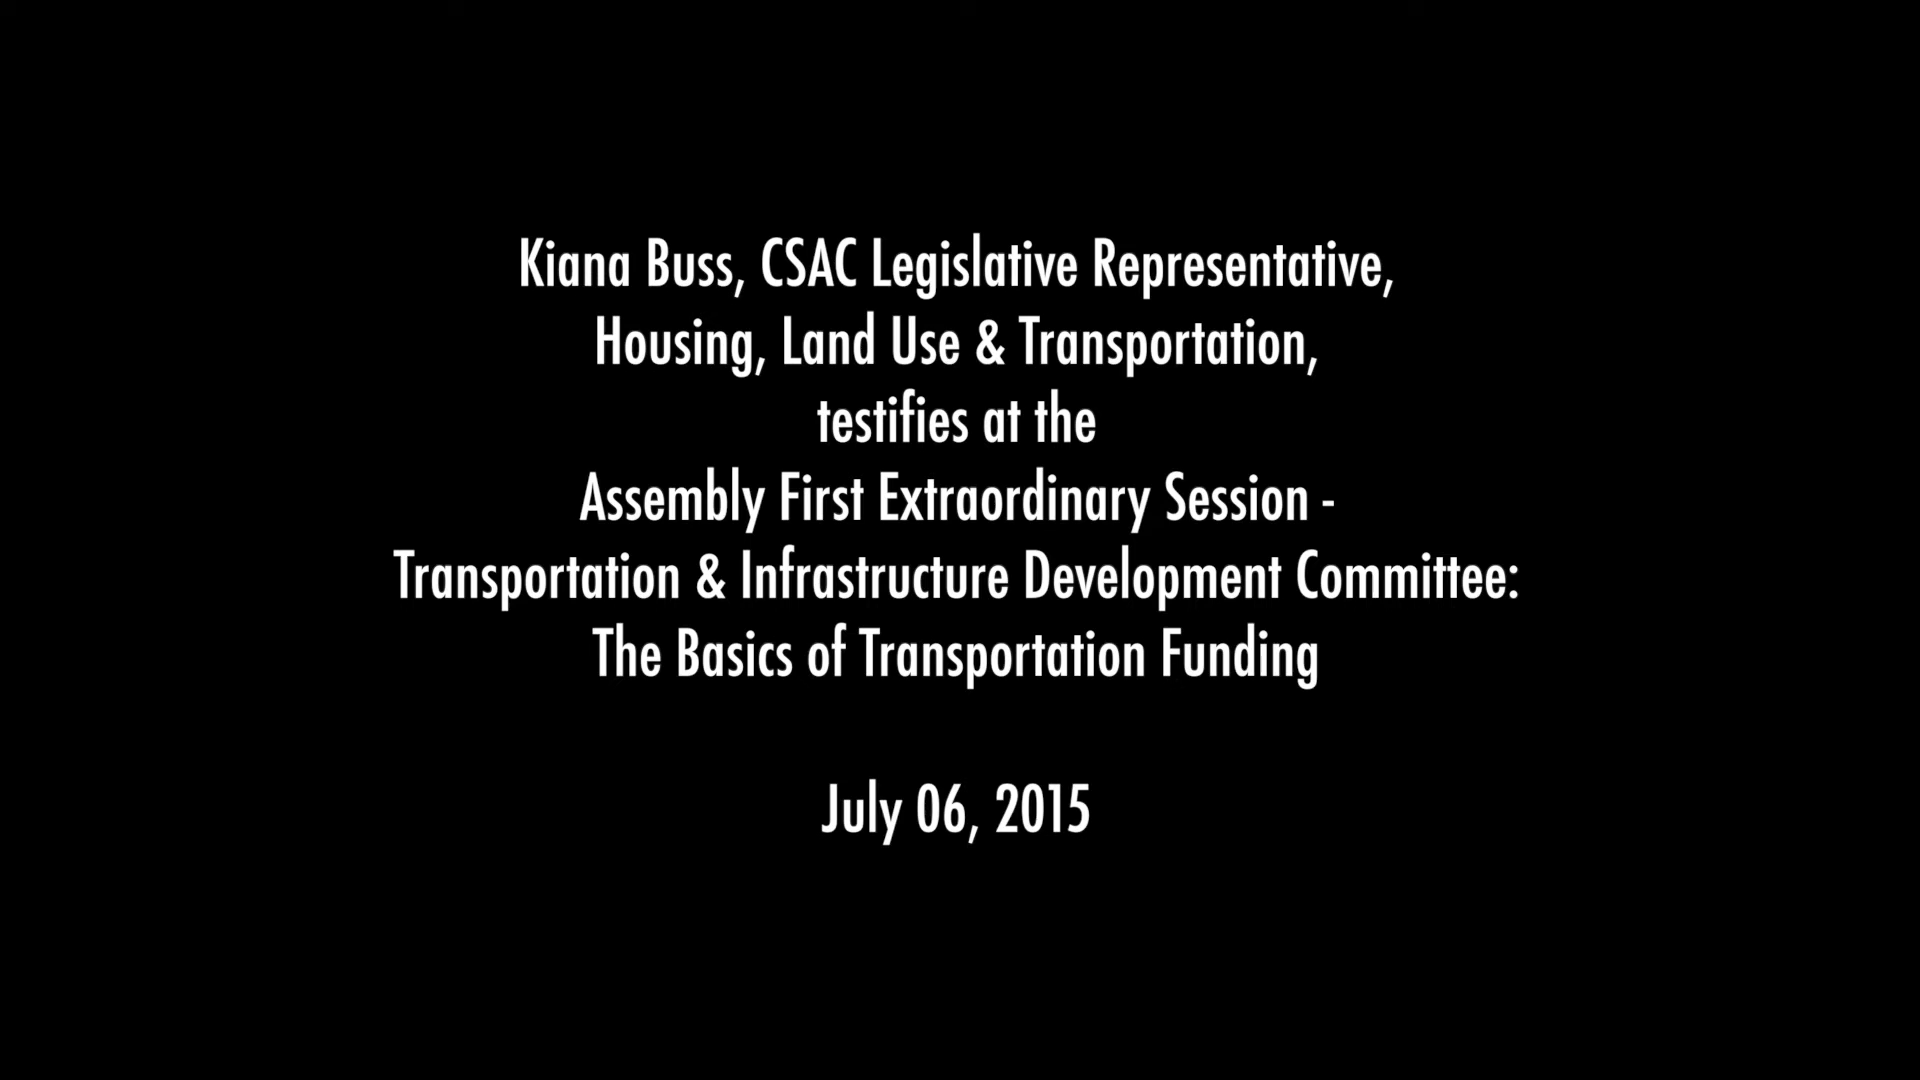 Kiana Buss, CSAC Legislative Representative,
Housing, Land Use & Transportation,
testifies at the
Assembly First Extraordinary Session -
Transportation & Infrastructure Development Committee:
The Basics of Transportation Funding
July 06, 2015